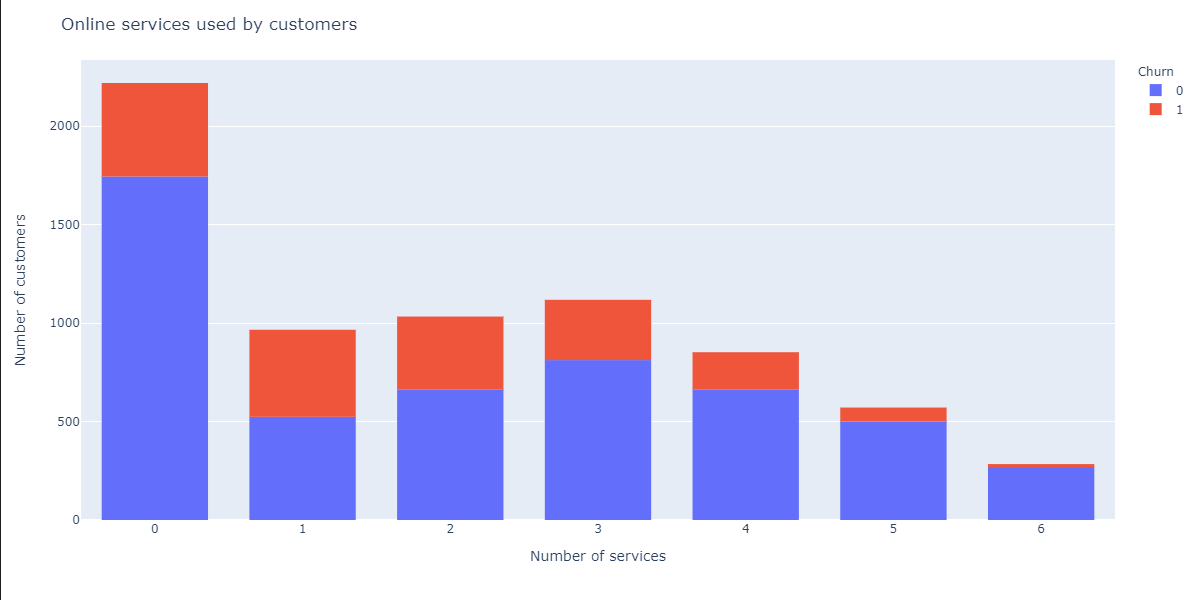 Online services used by customers
Churn
0
1
Number of customers
2000
1500
1000
500
0
0 1 2 3 4 5 6
Number of services